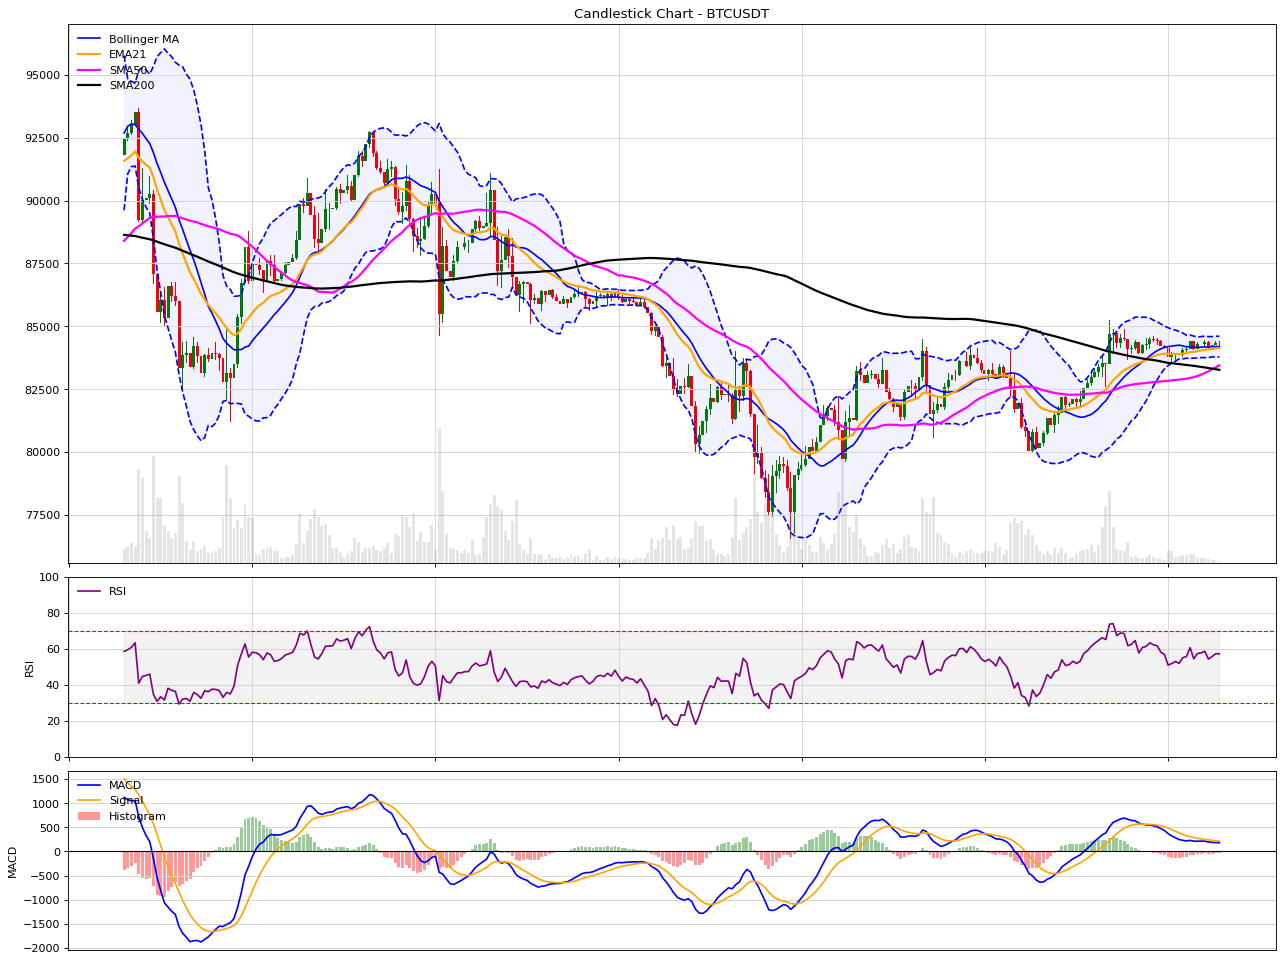 Candlestick Chart - BTCUSDT
Bollinger MA
EMA21
SMA50
SMA200
95000
92500
90000
87500
85000
82500
80000
77500
RSI
100
80
60
40
20
0
RSI
MACD
Signal
Histogram
1500
1000
500
0
−500
−1000
−1500
−2000
MACD